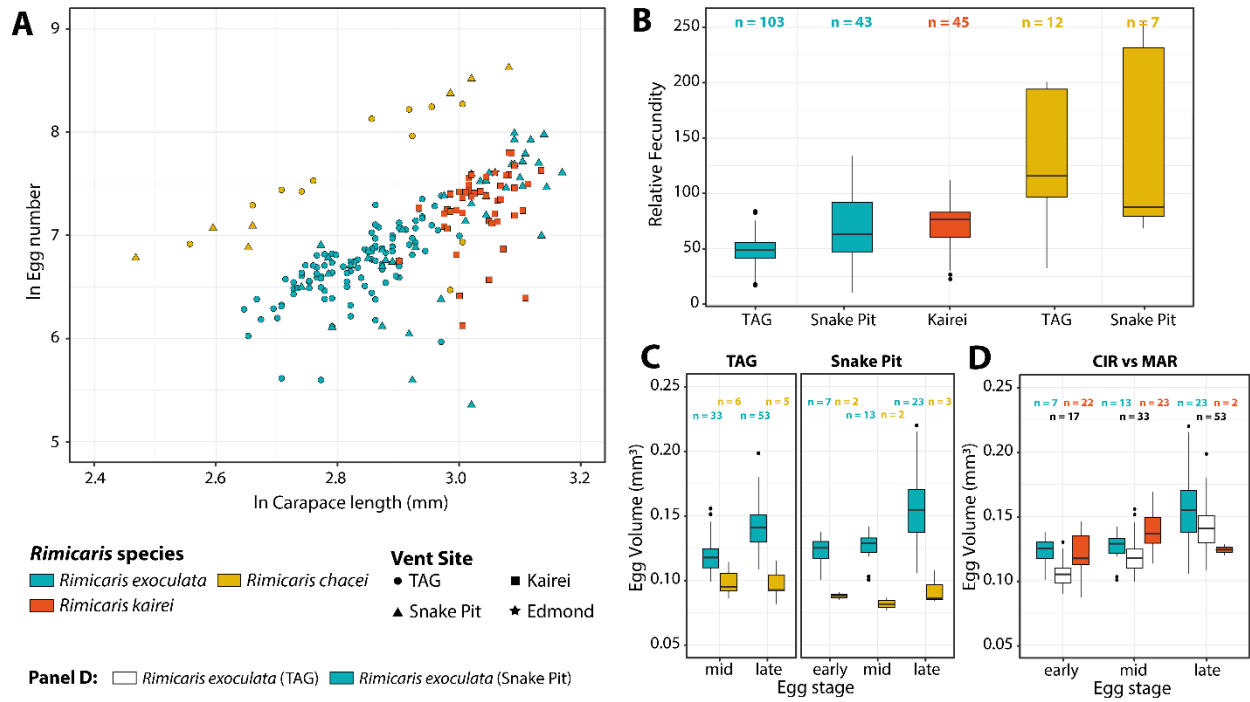 A
9
8
7
6
5
ln Egg number
2.4 2.6 2.8 3.0 3.2
ln Carapace length (mm)
B
n = 103 n = 43 n = 45 n = 12 n = 7
250
200
150
100
50
0
Relative Fecundity
TAG Snake Pit Kairei TAG Snake Pit
C
TAG Snake Pit
0.25
0.20
0.15
0.10
0.05
Egg Volume (mm³)
n = 6 n = 5 n = 7 n = 2 n = 23 n = 3
n = 33 n = 53 n = 13 n = 2
mid late early mid late
Egg stage
D
CIR vs MAR
0.25
0.20
0.15
0.10
0.05
Egg Volume (mm³)
n = 7 n = 22 n = 13 n = 23 n = 23 n = 2
n = 17 n = 33 n = 53
early mid late
Egg stage
Rimicaris species
Rimicaris exoculata Rimicaris chacei
Rimicaris kairei
Vent Site
TAG Kairei
Snake Pit Edmond
Panel D: Rimicaris exoculata (TAG) Rimicaris exoculata (Snake Pit)